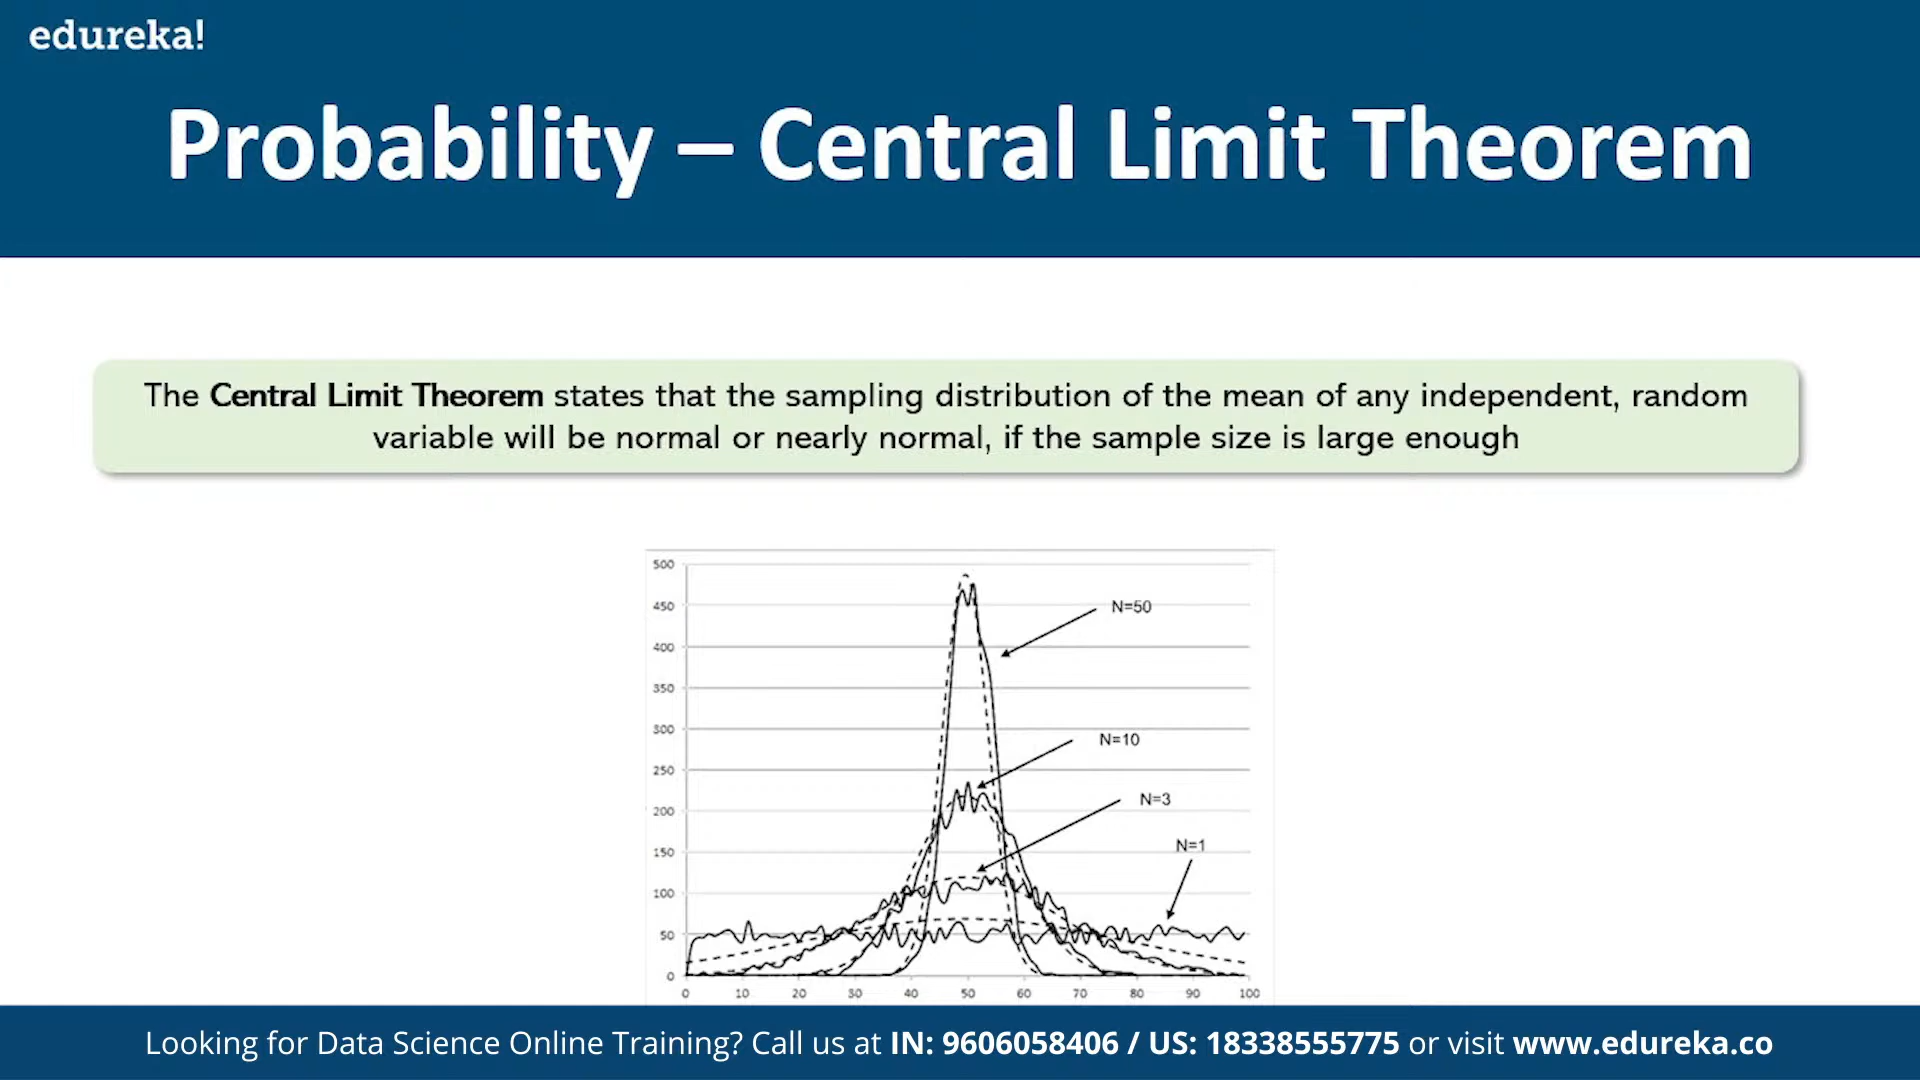 edureka!
Probability – Central Limit Theorem
The Central Limit Theorem states that the sampling distribution of the mean of any independent, random
variable will be normal or nearly normal, if the sample size is large enough
500
450
400
350
300
250
200
150
100
50
0
N=50
N=10
N=3
N=1
0 10 20 30 40 50 60 70 80 90 100
Looking for Data Science Online Training? Call us at IN: 9606058406 / US: 18338555775 or visit www.edureka.co